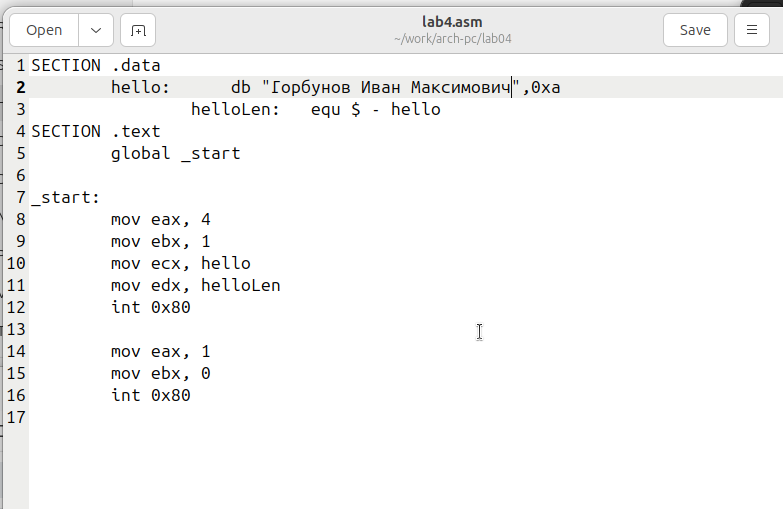 Open
lab4.asm
~/work/arch-pc/lab04
Save
1 SECTION .data
2 hello: db "Горбунов Иван Максимович",0xa
3 helloLen: equ $ - hello
4 SECTION .text
5 global _start
6
7 _start:
8 mov eax, 4
9 mov ebx, 1
10 mov ecx, hello
11 mov edx, helloLen
12 int 0x80
13
14 mov eax, 1
15 mov ebx, 0
16 int 0x80
17